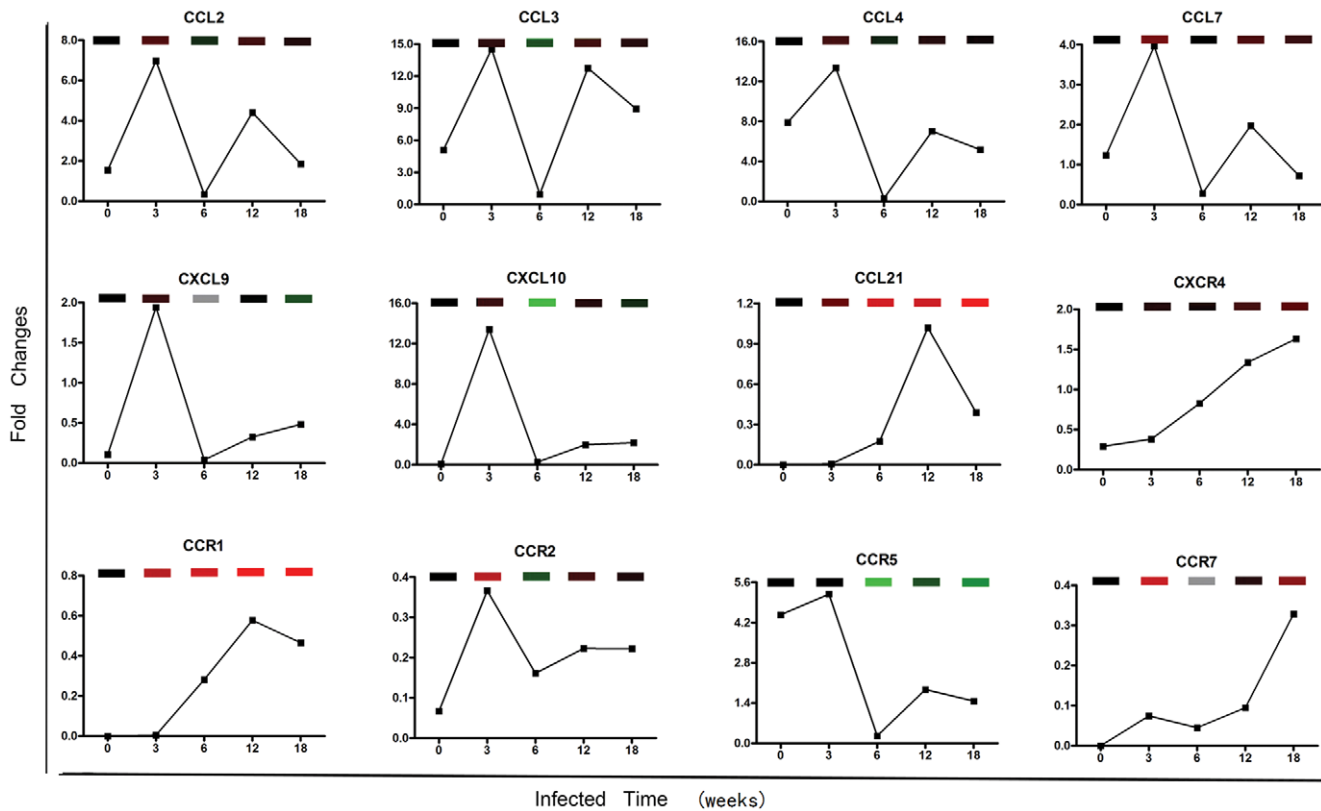 Fold Changes
CCL2
8.0
6.0
4.0
2.0
0.0
0 3 6 12 18
CCL3
15.0
12.0
9.0
6.0
3.0
0.0
0 3 6 12 18
CCL4
16.0
12.0
8.0
4.0
0.0
0 3 6 12 18
CCL7
4.0
3.0
2.0
1.0
0.0
0 3 6 12 18
CXCL9
2.0
1.5
1.0
0.5
0.0
0 3 6 12 18
CXCL10
16.0
12.0
8.0
4.0
0.0
0 3 6 12 18
CCL21
1.2
0.9
0.6
0.3
0.0
0 3 6 12 18
CXCR4
2.0
1.5
1.0
0.5
0.0
0 3 6 12 18
CCR1
0.8
0.6
0.4
0.2
0.0
0 3 6 12 18
CCR2
0.4
0.3
0.2
0.1
0.0
0 3 6 12 18
CCR5
5.6
4.2
2.8
1.4
0.0
0 3 6 12 18
CCR7
0.4
0.3
0.2
0.1
0.0
0 3 6 12 18
Infected Time (weeks)